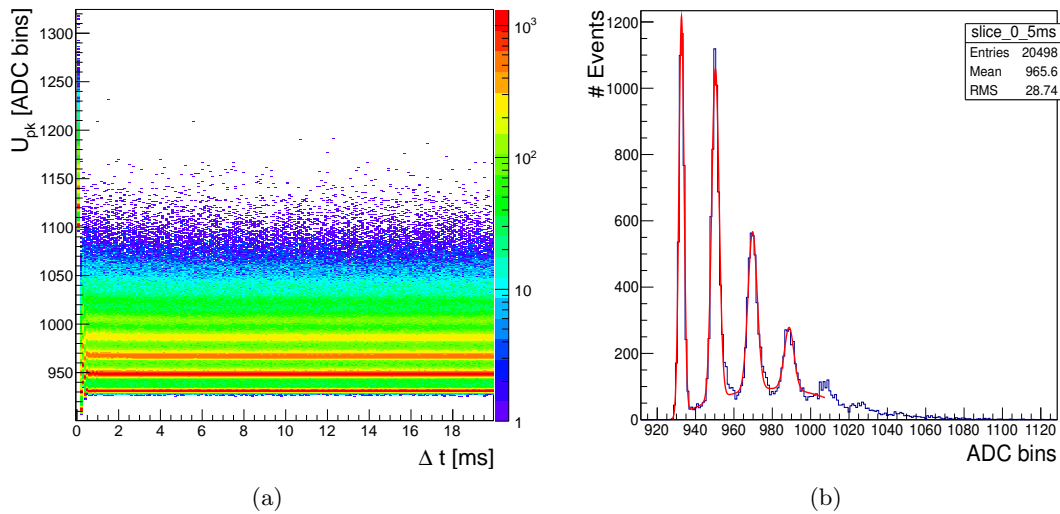 U_pk [ADC bins]
1300
1250
1200
1150
1100
1050
1000
950
0 2 4 6 8 10 12 14 16 18
Δ t [ms]
10^3
10^2
10
1
(a)
# Events
1200
1000
800
600
400
200
0
920 940 960 980 1000 1020 1040 1060 1080 1100 1120
ADC bins
slice_0_5ms
Entries 20498
Mean 965.6
RMS 28.74
(b)